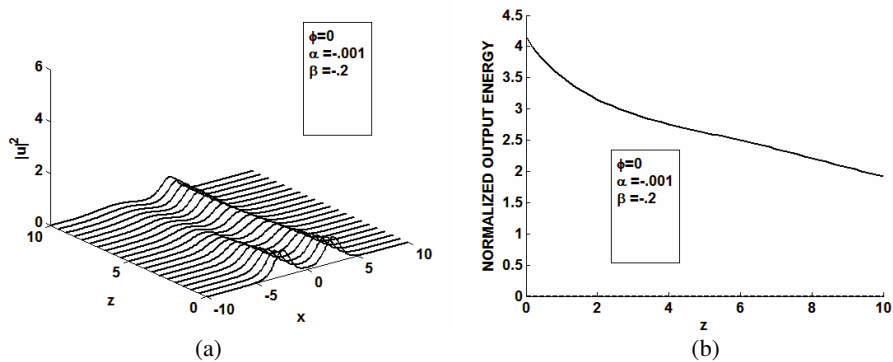 ϕ=0
α =-.001
β =-.2
6
4
2
0
|u|²
10
5
0
z
-10
-5
0
5
10
x
(a)
4.5
4
3.5
3
2.5
2
1.5
1
0.5
0
NORMALIZED OUTPUT ENERGY
ϕ=0
α =-.001
β =-.2
0
2
4
6
8
10
z
(b)